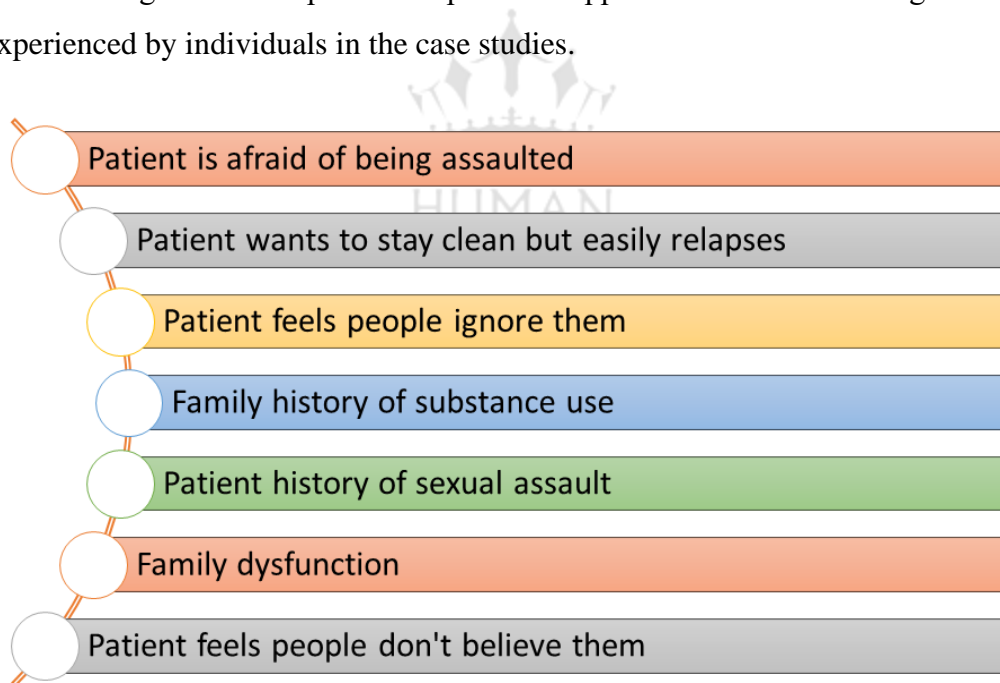 experienced by individuals in the case studies.
Patient is afraid of being assaulted
HUMAN
Patient wants to stay clean but easily relapses
Patient feels people ignore them
Family history of substance use
Patient history of sexual assault
Family dysfunction
Patient feels people don't believe them